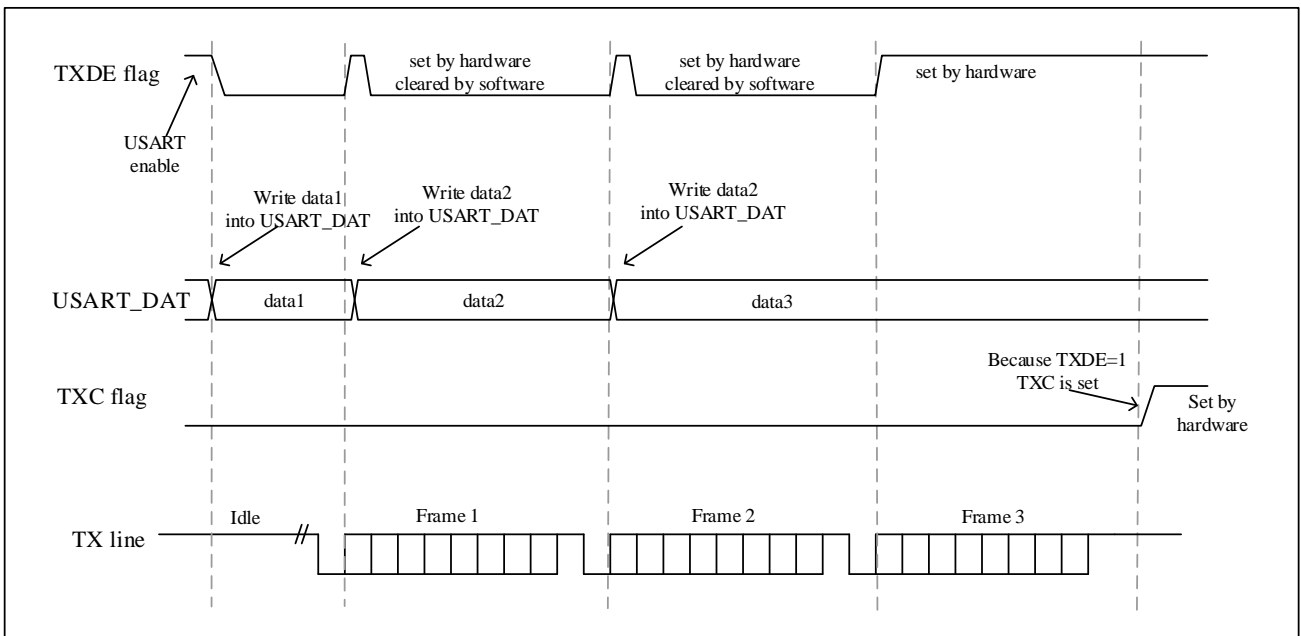 TXDE flag
set by hardware
cleared by software
set by hardware
cleared by software
set by hardware
USART
enable
Write data1
into USART_DAT
Write data2
into USART_DAT
Write data2
into USART_DAT
USART_DAT
data1
data2
data3
Because TXDE=1
TXC is set
TXC flag
Set by
hardware
Idle
Frame 1
Frame 2
Frame 3
TX line